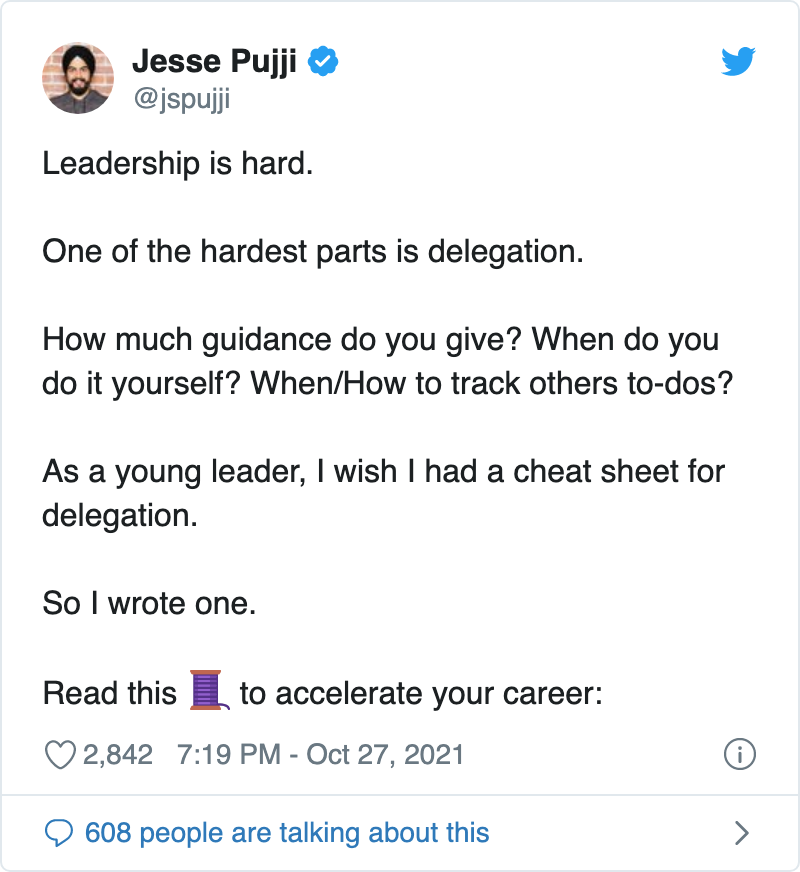 Jesse Pujji
@jspujji
Leadership is hard.
One of the hardest parts is delegation.
How much guidance do you give? When do you
do it yourself? When/How to track others to-dos?
As a young leader, I wish I had a cheat sheet for
delegation.
So I wrote one.
Read this 🧵 to accelerate your career:
2,842 7:19 PM - Oct 27, 2021
608 people are talking about this